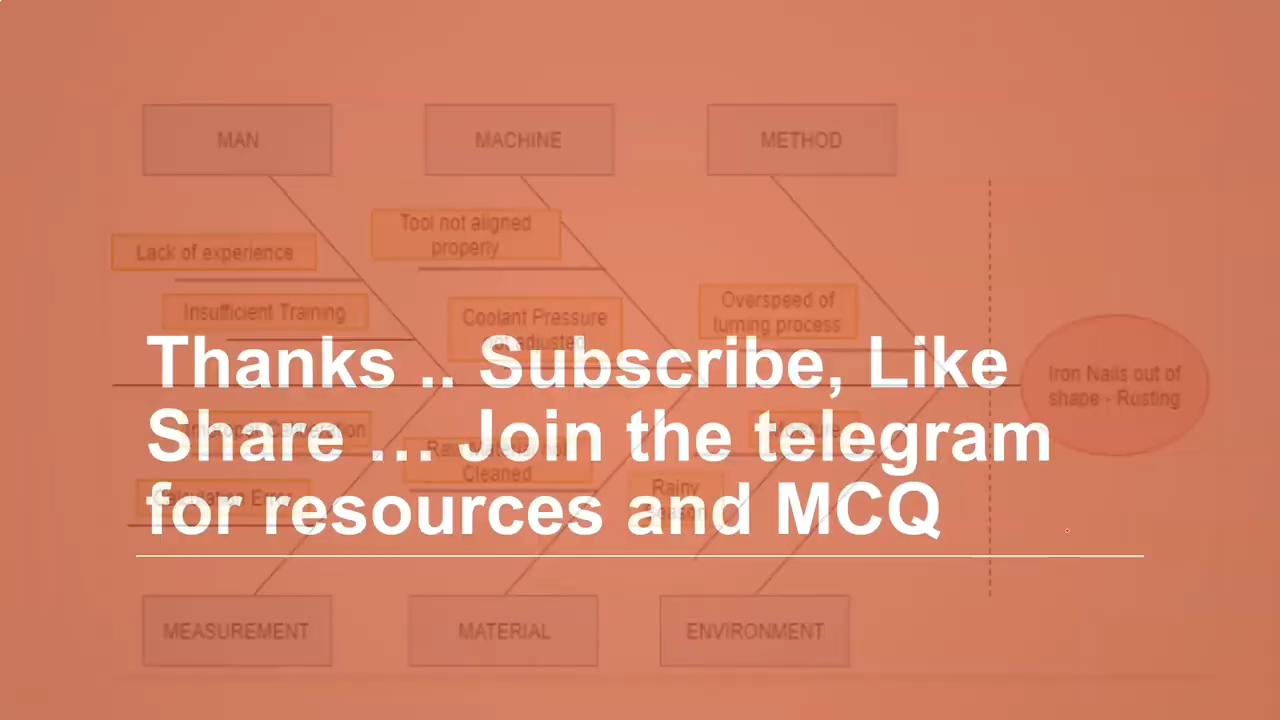 MAN
MACHINE
METHOD
Tool not aligned
properly
Lack of experience
Insufficient Training
Coolant Pressure
Overspeed of
turning process
Iron Nails out of
shape - Rusting
Thanks .. Subscribe, Like
Share ... Join the telegram
for resources and MCQ
Cleaned
Rainy
MEASUREMENT
MATERIAL
ENVIRONMENT